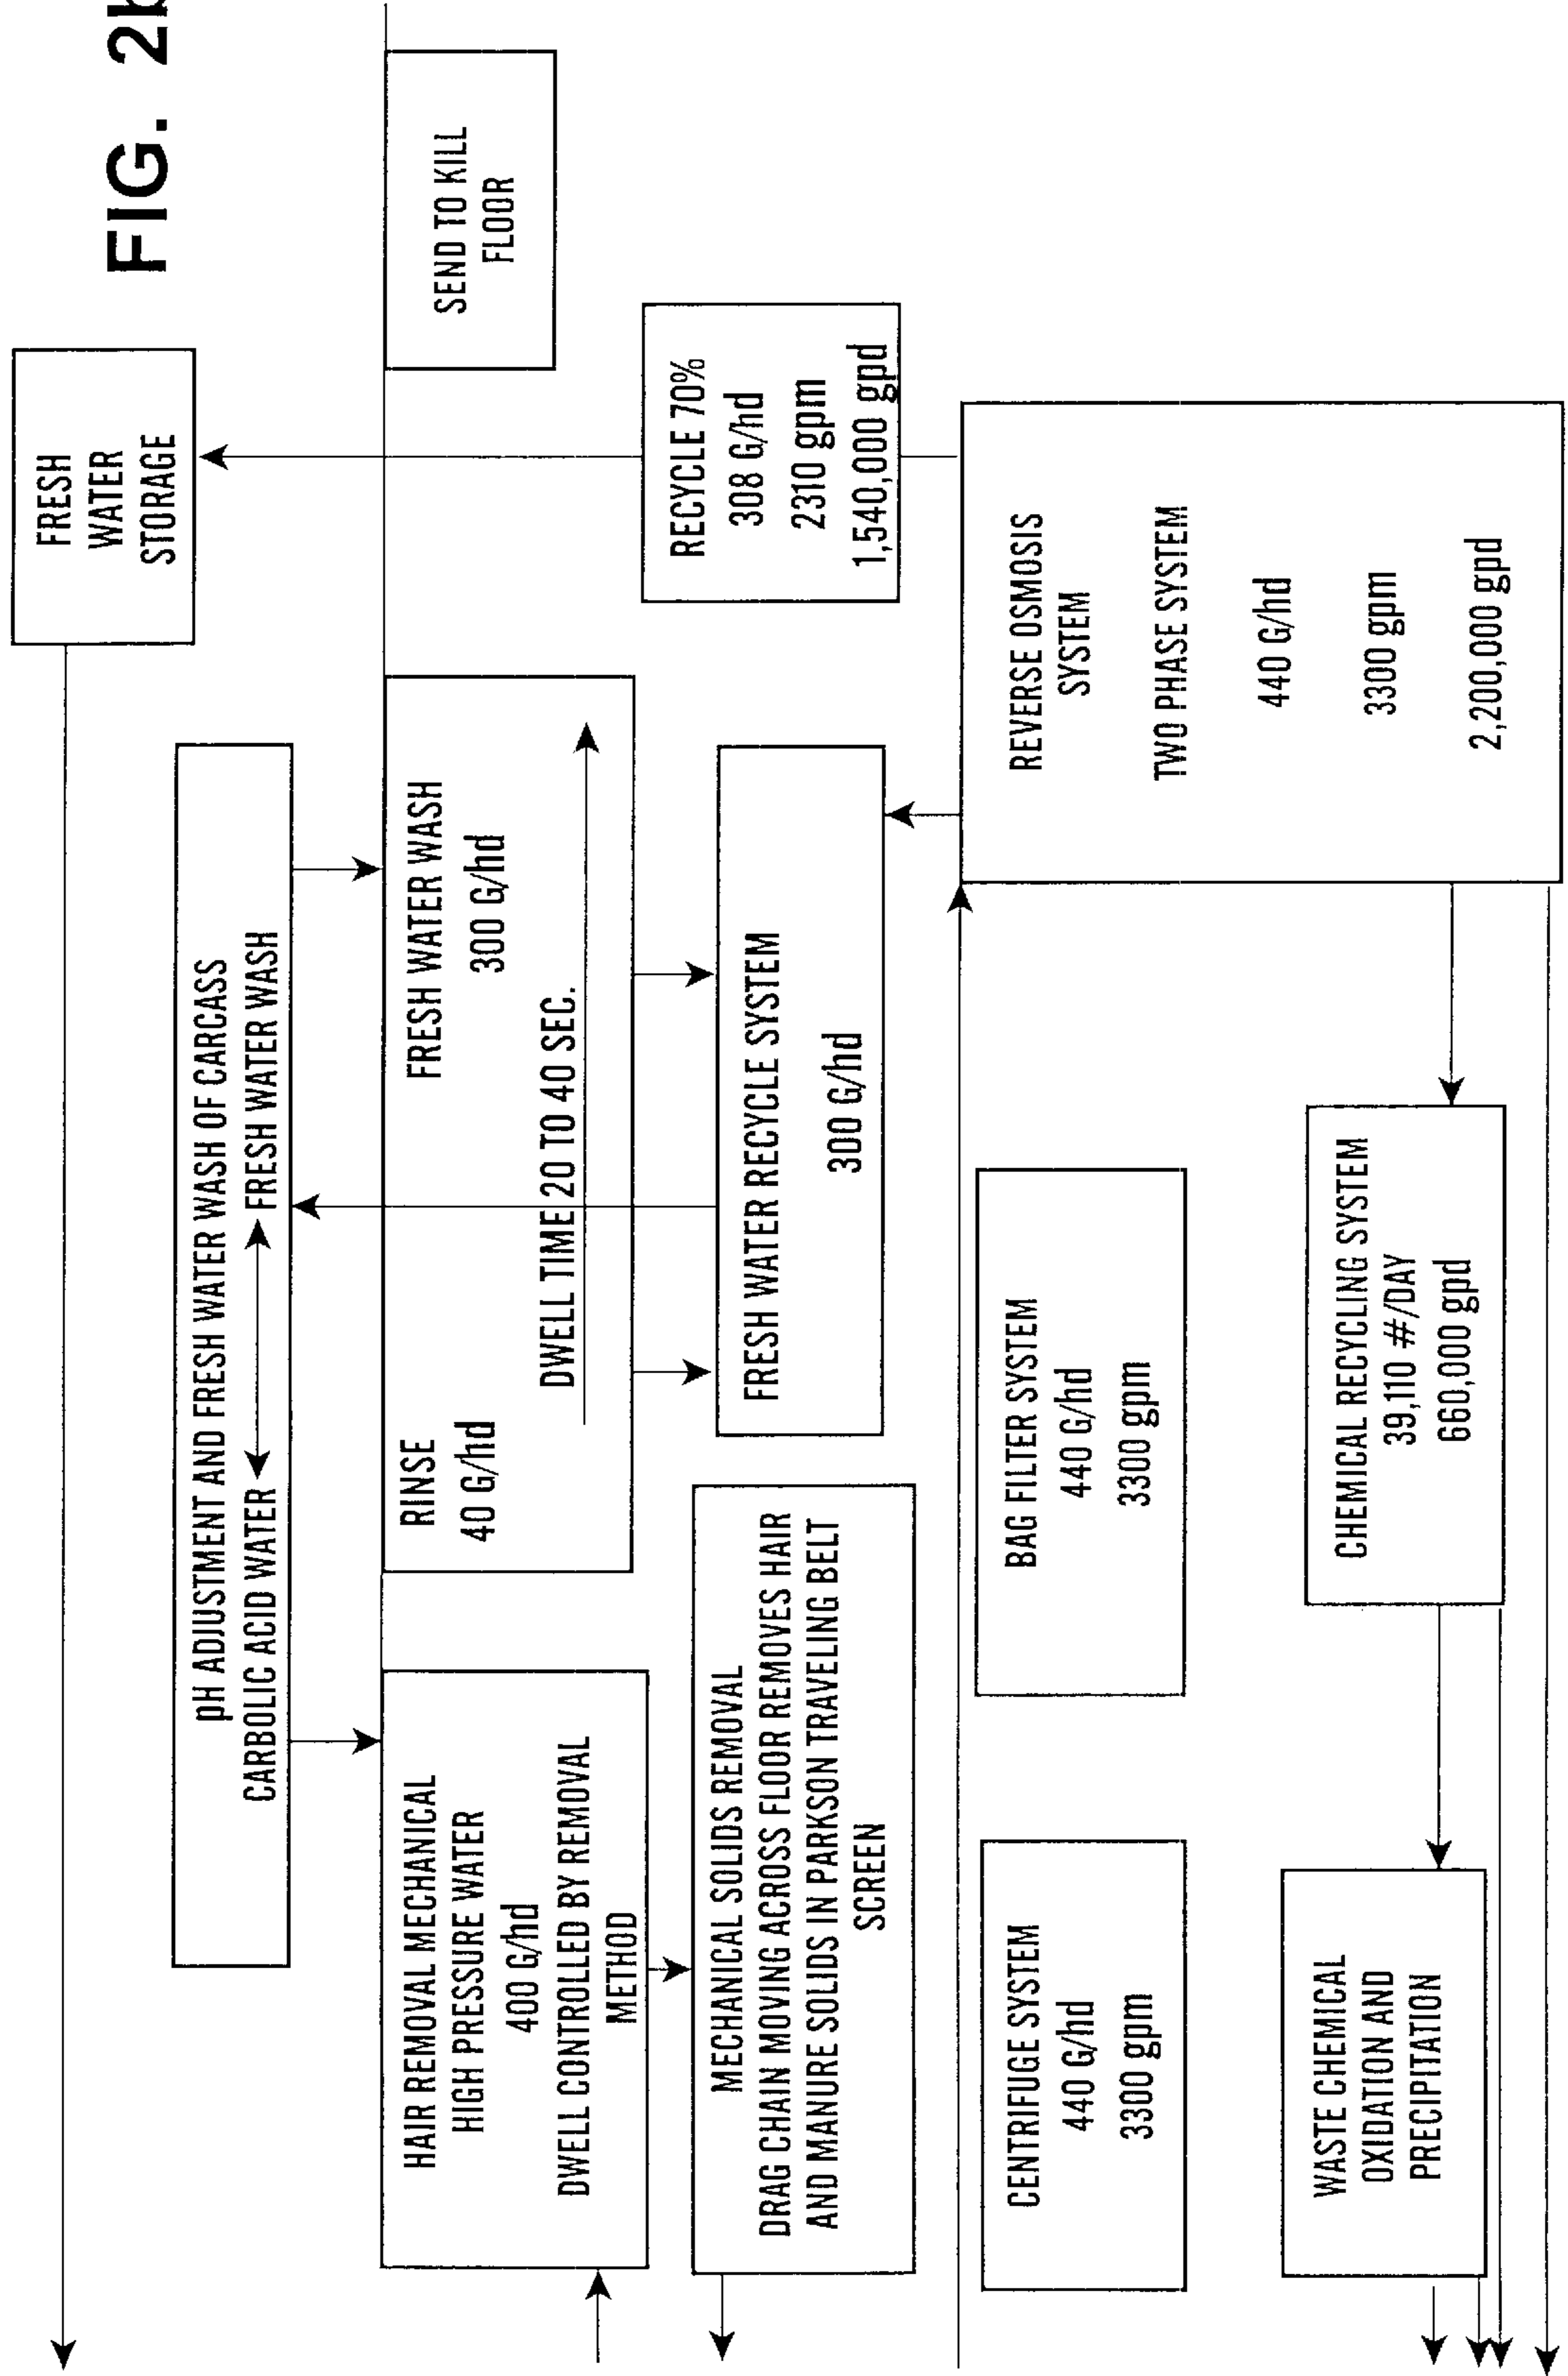 FIG. 2b
FRESH
WATER
STORAGE
pH ADJUSTMENT AND FRESH WATER WASH OF CARCASS
CARBOLIC ACID WATER
FRESH WATER WASH
HAIR REMOVAL MECHANICAL
HIGH PRESSURE WATER
400 G/hd
DWELL CONTROLLED BY REMOVAL
METHOD
RINSE
40 G/hd
FRESH WATER WASH
300 G/hd
DWELL TIME 20 TO 40 SEC.
SEND TO KILL
FLOOR
MECHANICAL SOLIDS REMOVAL
DRAG CHAIN MOVING ACROSS FLOOR REMOVES HAIR
AND MANURE SOLIDS IN PARKSON TRAVELING BELT
SCREEN
FRESH WATER RECYCLE SYSTEM
300 G/hd
RECYCLE 70%
308 G/hd
2310 gpm
1,540,000 gpd
CENTRIFUGE SYSTEM
440 G/hd
3300 gpm
BAG FILTER SYSTEM
440 G/hd
3300 gpm
REVERSE OSMOSIS
SYSTEM
TWO PHASE SYSTEM
440 G/hd
3300 gpm
2,200,000 gpd
WASTE CHEMICAL
OXIDATION AND
PRECIPITATION
CHEMICAL RECYCLING SYSTEM
39,110 #/DAY
660,000 gpd